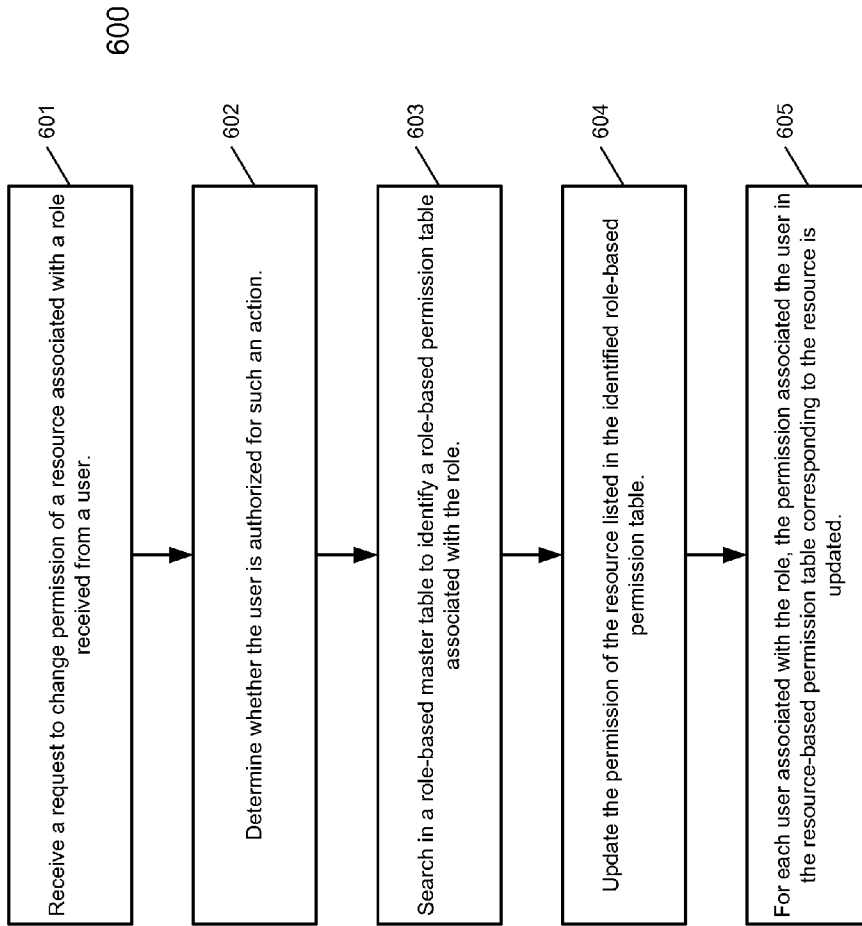 600
Receive a request to change permission of a resource associated with a role
received from a user.
601
Determine whether the user is authorized for such an action.
602
Search in a role-based master table to identify a role-based permission table
associated with the role.
603
Update the permission of the resource listed in the identified role-based
permission table.
604
For each user associated with the role, the permission associated the user in
the resource-based permission table corresponding to the resource is
updated.
605